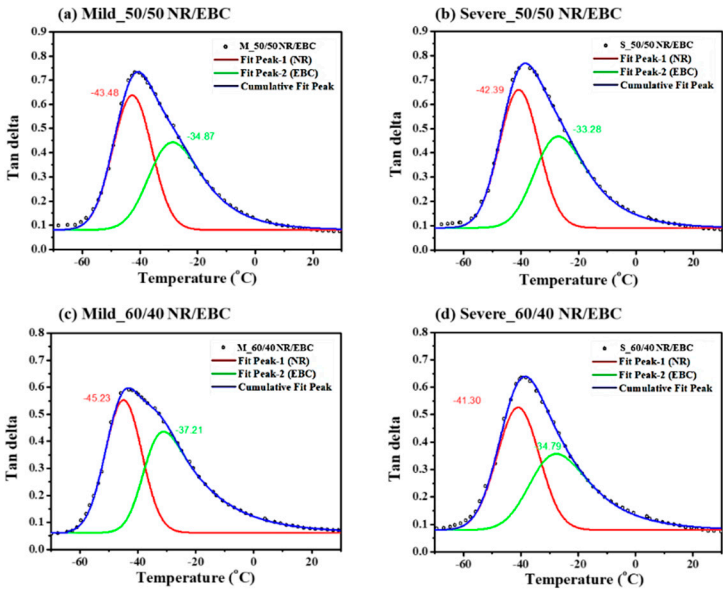 (a) Mild_50/50 NR/EBC
0.9
0.8
0.7
0.6
0.5
0.4
0.3
0.2
0.1
0.0
Tan delta
M_50/50NR/EBC
Fit Peak-1 (NR)
Fit Peak-2 (EBC)
Cumulative Fit Peak
-43.48
-34.87
-60
-40
-20
0
20
Temperature (°C)
(b) Severe_50/50 NR/EBC
0.9
0.8
0.7
0.6
0.5
0.4
0.3
0.2
0.1
0.0
Tan delta
S_50/50NR/EBC
Fit Peak-1 (NR)
Fit Peak-2 (EBC)
Cumulative Fit Peak
-42.39
-33.28
-60
-40
-20
0
20
Temperature (°C)
(c) Mild_60/40 NR/EBC
0.8
0.7
0.6
0.5
0.4
0.3
0.2
0.1
0.0
Tan delta
M_60/40NR/EBC
Fit Peak-1 (NR)
Fit Peak-2 (EBC)
Cumulative Fit Peak
-45.23
-37.21
-60
-40
-20
0
20
Temperature (°C)
(d) Severe_60/40 NR/EBC
0.8
0.7
0.6
0.5
0.4
0.3
0.2
0.1
0.0
Tan delta
S_60/40NR/EBC
Fit Peak-1 (NR)
Fit Peak-2 (EBC)
Cumulative Fit Peak
-41.30
34.79
-60
-40
-20
0
20
Temperature (°C)